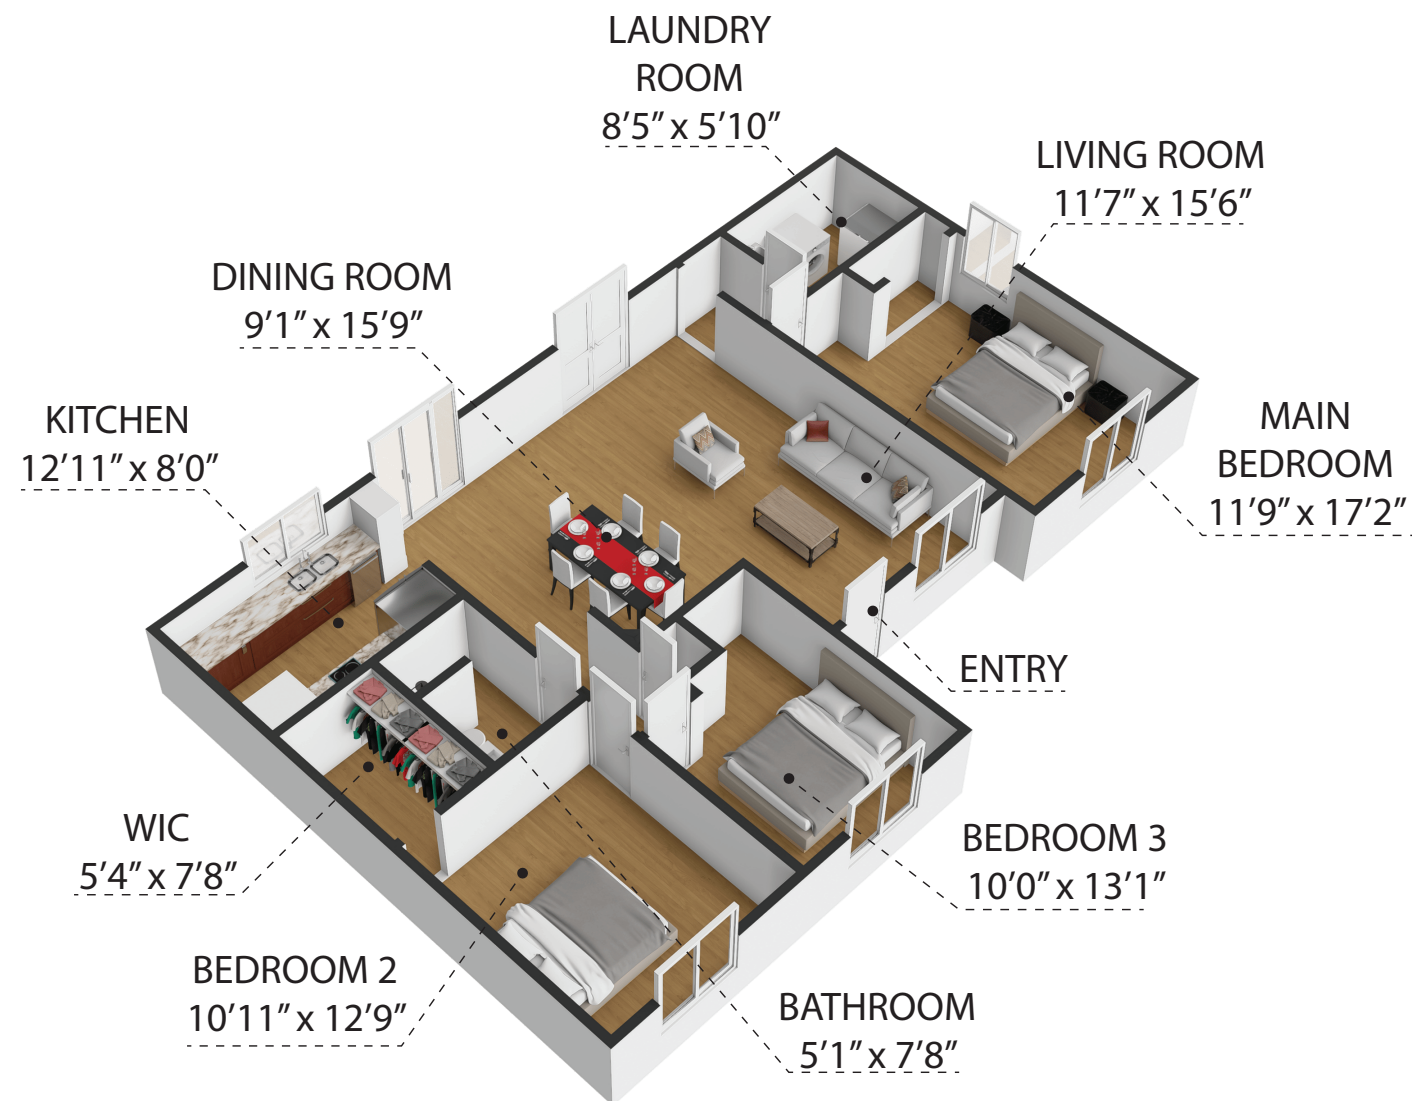 LAUNDRY
ROOM
8’5” x 5’10”
LIVING ROOM
11’7” x 15’6”
DINING ROOM
9’1” x 15’9”
KITCHEN
12’11” x 8’0”
MAIN
BEDROOM
11’9” x 17’2”
ENTRY
WIC
5’4” x 7’8”
BEDROOM 3
10’0” x 13’1”
BEDROOM 2
10’11” x 12’9”
BATHROOM
5’1” x 7’8”